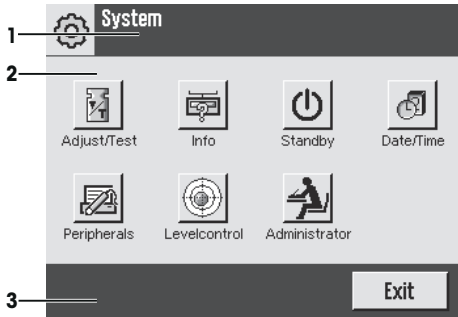 System
1
2
Adjust/Test Info Standby Date/Time
Peripherals Levelcontrol Administrator
3
Exit